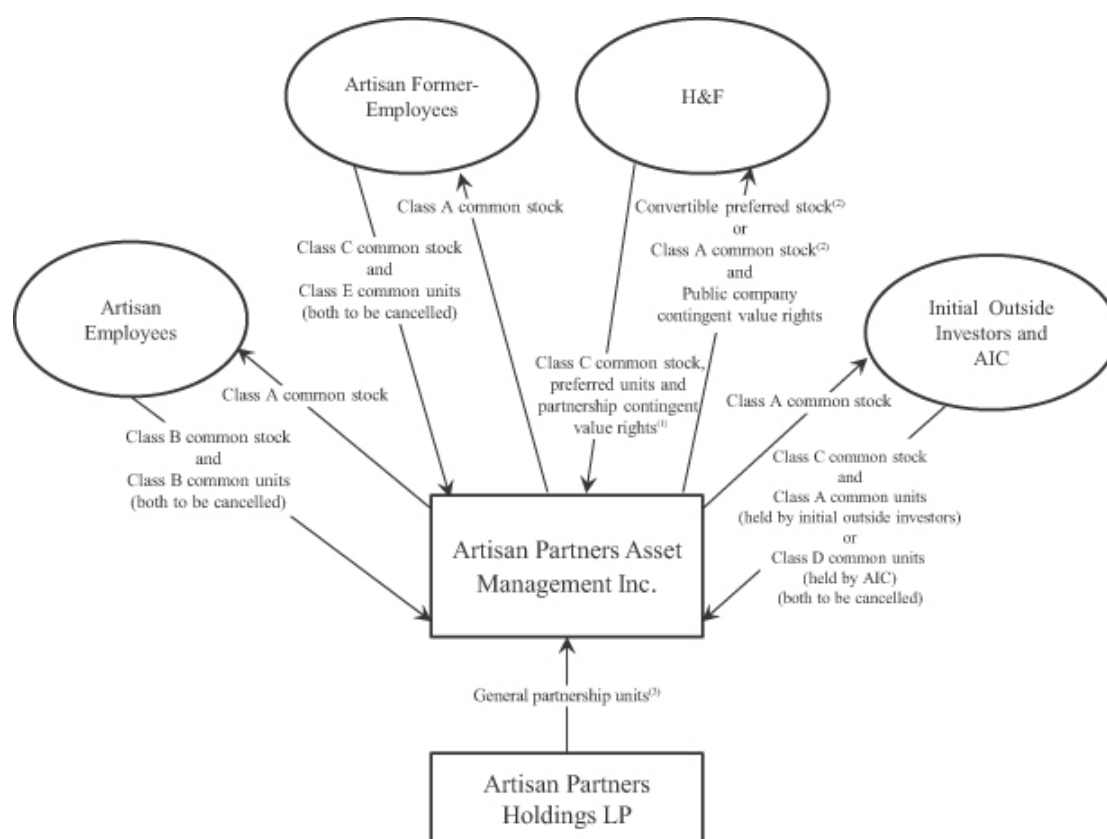 Artisan Former-
Employees
H&F
Class A common stock
Convertible preferred stock(2)
or
Class A common stock(2)
and
Public company
contingent value rights
Class C common stock
and
Class E common units
(both to be cancelled)
Artisan
Employees
Initial Outside
Investors and
AIC
Class C common stock,
preferred units and
partnership contingent
value rights(1)
Class A common stock
Class A common stock
Class B common stock
and
Class B common units
(both to be cancelled)
Class C common stock
and
Class A common units
(held by initial outside investors)
or
Class D common units
(held by AIC)
(both to be cancelled)
Artisan Partners Asset
Management Inc.
General partnership units(3)
Artisan Partners
Holdings LP